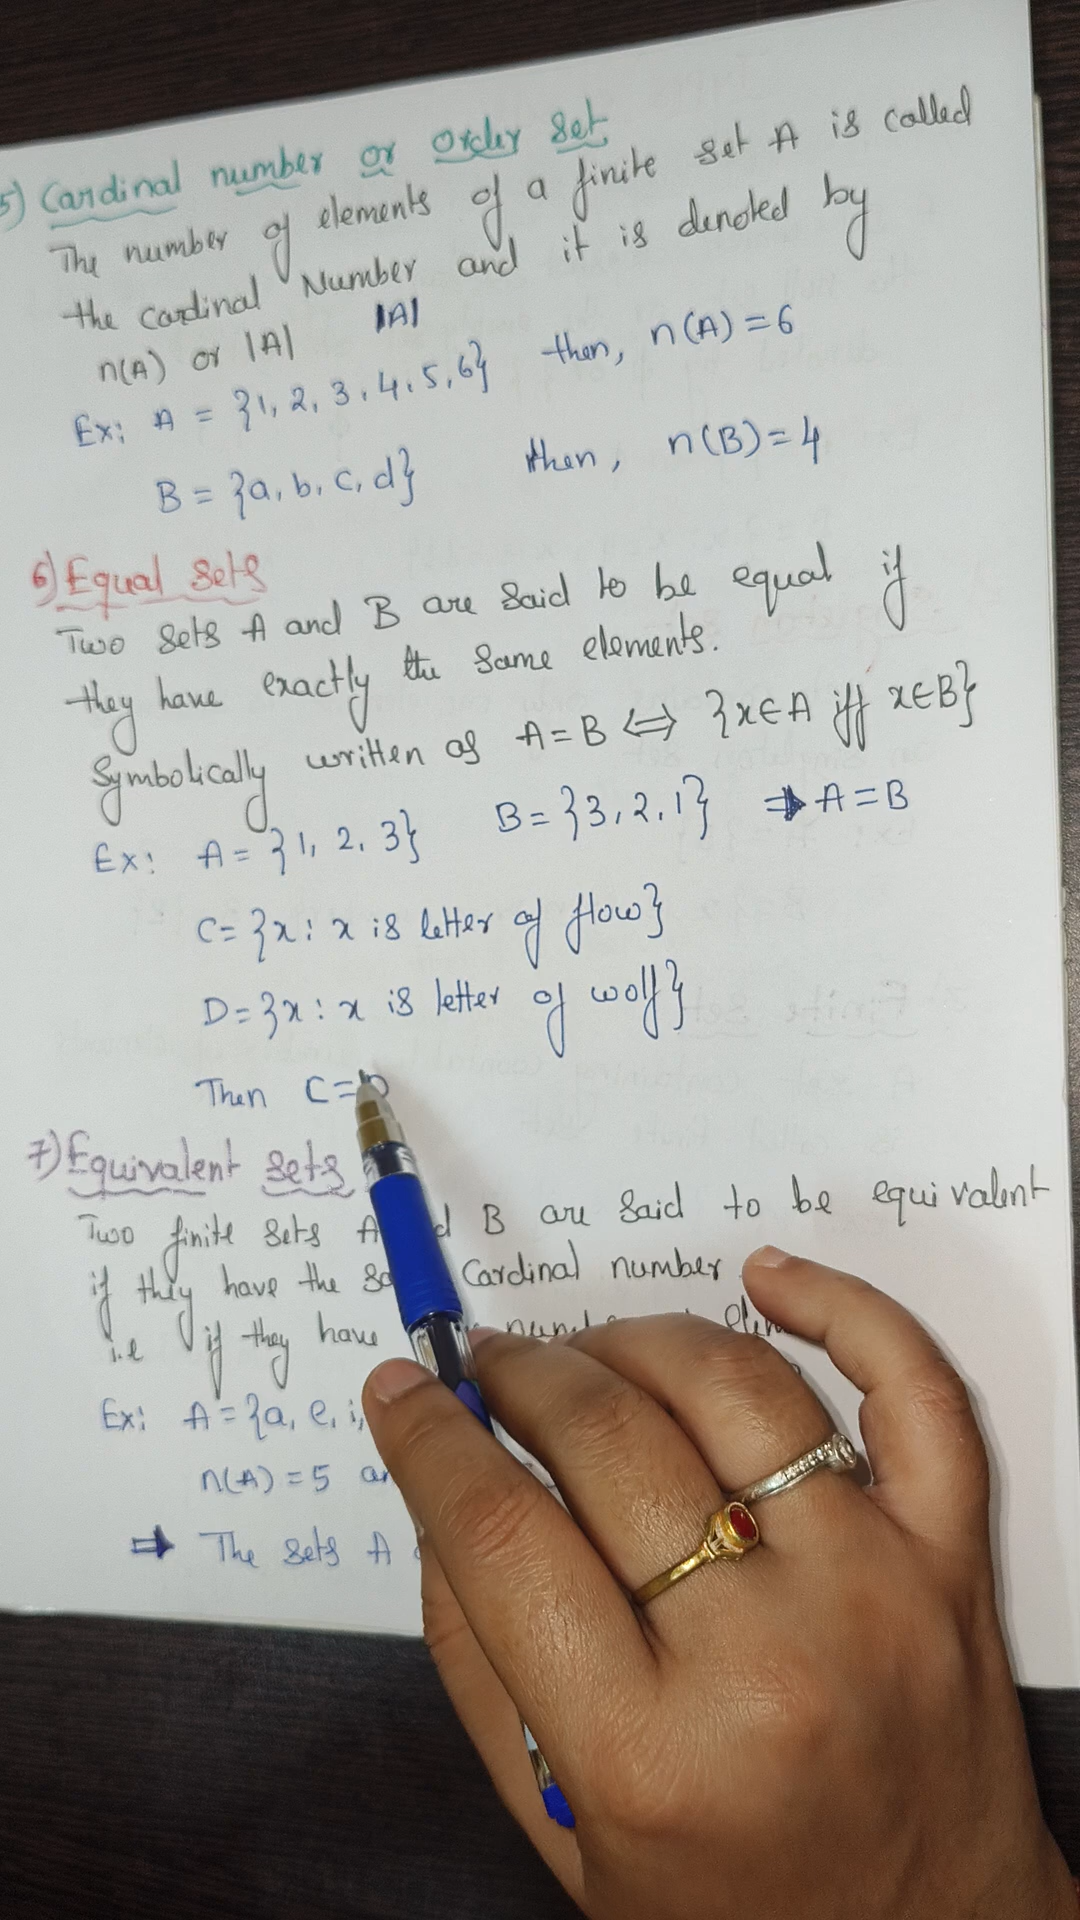 5) Cardinal number or Order Set
The number of elements of a finite set A is called
the cardinal Number and it is denoted by
n(A) or |A| |A|
Ex: A = {1, 2, 3, 4, 5, 6} then, n(A) = 6
B = {a, b, c, d} then, n(B) = 4
6) Equal Sets
Two sets A and B are said to be equal if
they have exactly the same elements.
Symbolically written as A = B ⇔ {x∈A iff x∈B}
Ex: A = {1, 2, 3} B = {3, 2, 1} ⇒ A = B
C = {x : x is letter of flow}
D = {x : x is letter of wolf}
Then C = D
7) Equivalent Sets
Two finite sets A B are said to be equivalent
if they have the Cardinal number
i.e if they have
Ex: A = {a, e, i,
n(A) = 5
⇒ The sets A